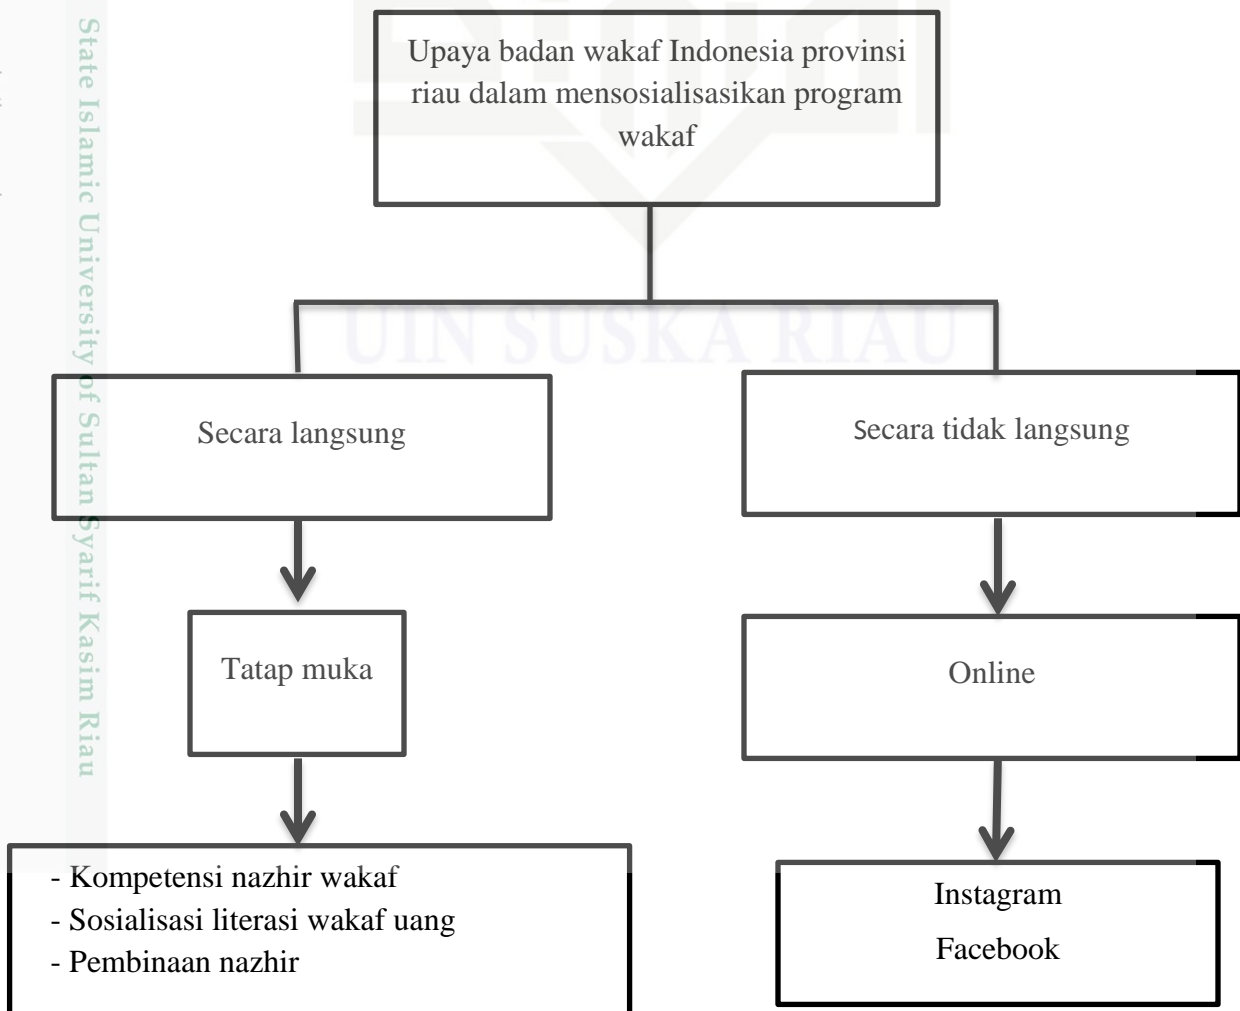 Upaya badan wakaf Indonesia provinsi
riau dalam mensosialisasikan program
wakaf
UIN SUSKA RIAU
Secara langsung
Secara tidak langsung
Tatap muka
Online
- Kompetensi nazhir wakaf
- Sosialisasi literasi wakaf uang
- Pembinaan nazhir
Instagram
Facebook
State Islamic University of Sultan Syarif Kasim Riau